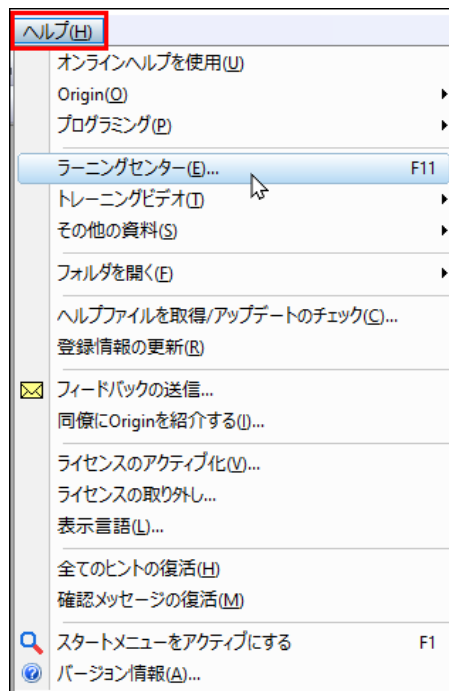 ヘルプ(H)
オンラインヘルプを使用(U)
Origin(O)
プログラミング(P)
ラーニングセンター(E)... F11
トレーニングビデオ(T)
その他の資料(S)
フォルダを開く(F)
ヘルプファイルを取得/アップデートのチェック(C)...
登録情報の更新(R)
フィードバックの送信...
同僚にOriginを紹介する(J)...
ライセンスのアクティブ化(V)...
ライセンスの取り外し...
表示言語(L)...
全てのヒントの復活(H)
確認メッセージの復活(M)
スタートメニューをアクティブにする F1
バージョン情報(A)...